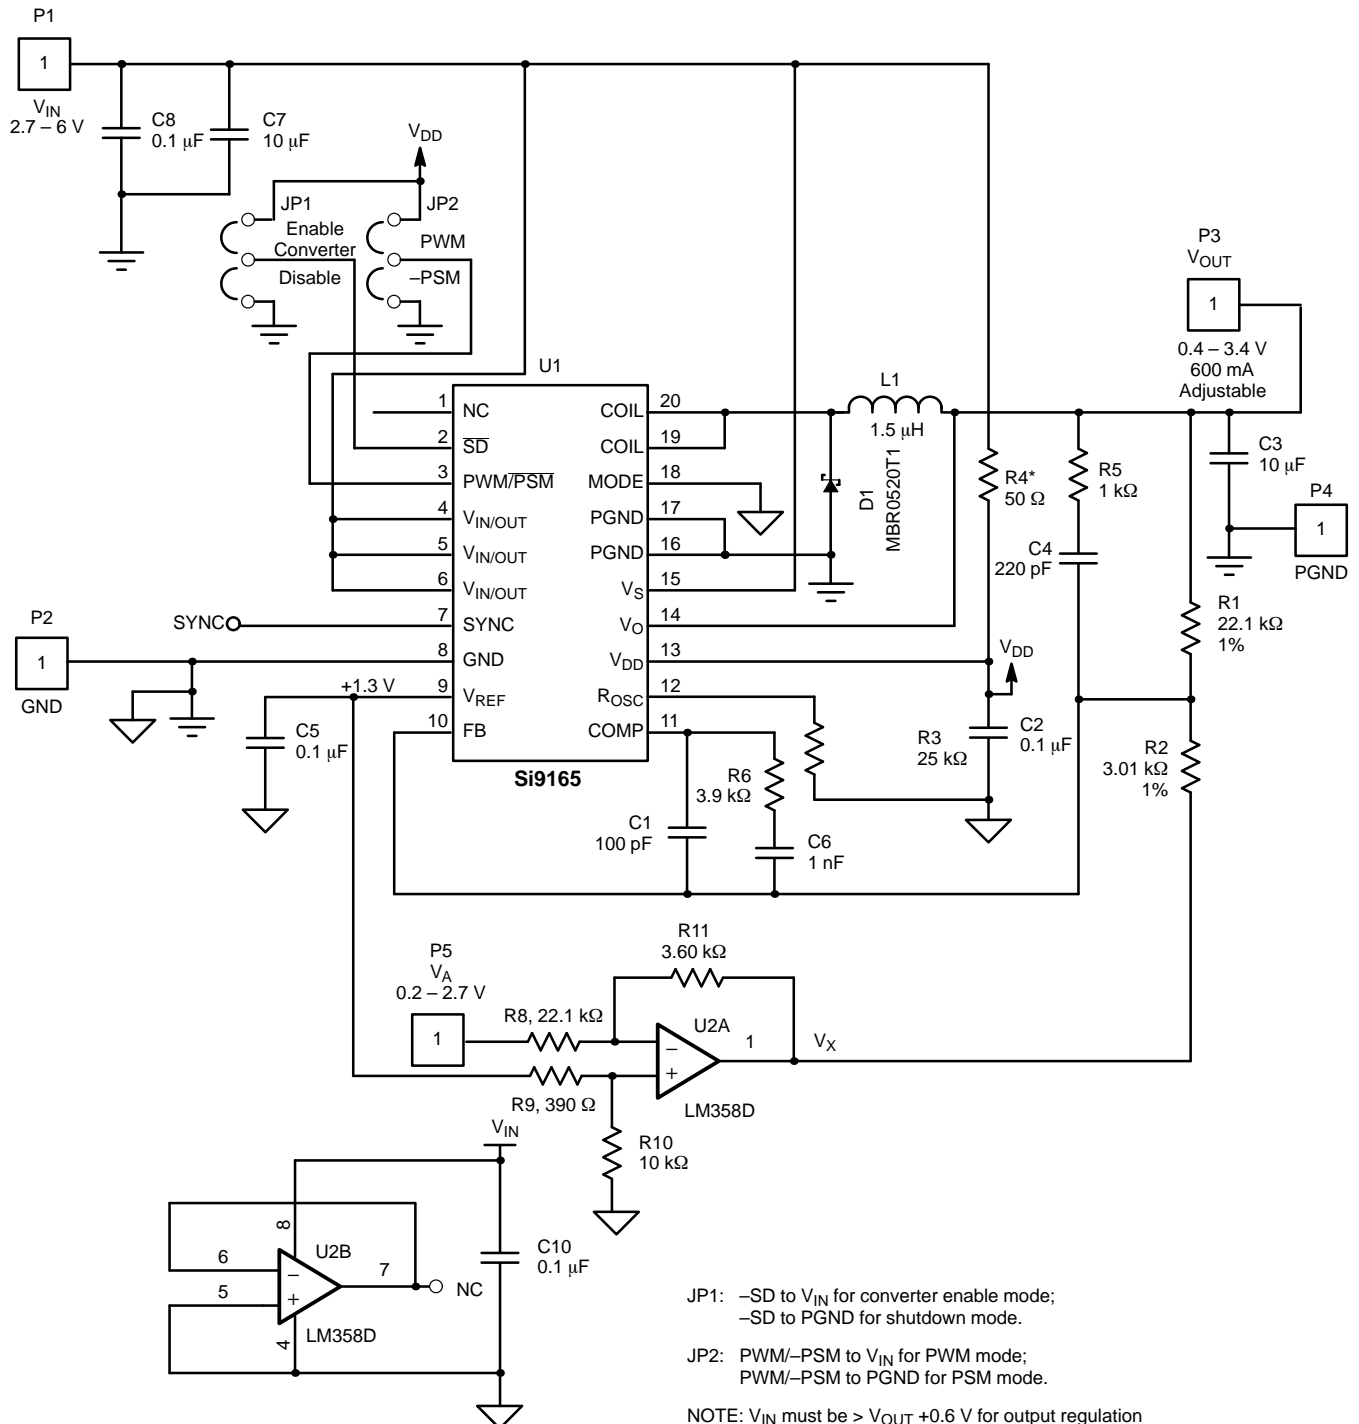 P1
1
VIN
2.7 – 6 V
C8
0.1 μF
C7
10 μF
VDD
JP1
Enable
Converter
Disable
JP2
PWM
–PSM
P3
VOUT
1
0.4 – 3.4 V
600 mA
Adjustable
U1
1 NC
2 SD
3 PWM/PSM
4 VIN/OUT
5 VIN/OUT
6 VIN/OUT
7 SYNC
8 GND
9 VREF
10 FB
COIL 20
COIL 19
MODE 18
PGND 17
PGND 16
VS 15
VO 14
VDD 13
ROSC 12
COMP 11
Si9165
L1
1.5 μH
D1
MBR0520T1
R4*
50 Ω
R5
1 kΩ
C3
10 μF
P4
1
PGND
C4
220 pF
R1
22.1 kΩ
1%
SYNC
P2
1
GND
+1.3 V
C5
0.1 μF
VDD
R3
25 kΩ
C2
0.1 μF
R2
3.01 kΩ
1%
R6
3.9 kΩ
C1
100 pF
C6
1 nF
R11
3.60 kΩ
P5
VA
0.2 – 2.7 V
1
R8, 22.1 kΩ
U2A
–
+
1
VX
R9, 390 Ω
LM358D
R10
10 kΩ
VIN
8
U2B
6
–
7
NC
5
+
4
LM358D
C10
0.1 μF
JP1: –SD to VIN for converter enable mode;
–SD to PGND for shutdown mode.
JP2: PWM/–PSM to VIN for PWM mode;
PWM/–PSM to PGND for PSM mode.
NOTE: VIN must be > VOUT +0.6 V for output regulation